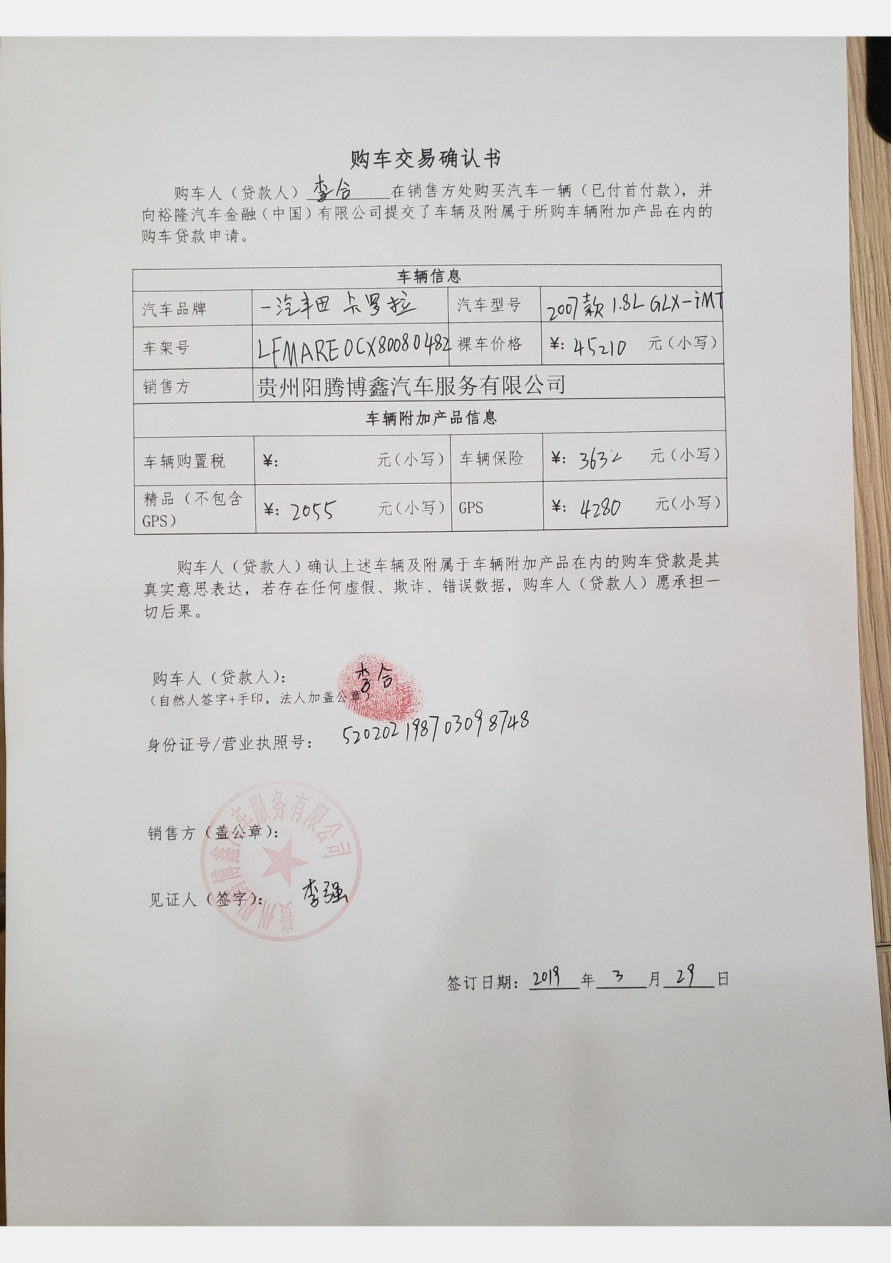 购车交易确认书
购车人（贷款人）李合在销售方处购买汽车一辆（已付首付款），并
向裕隆汽车金融（中国）有限公司提交了车辆及附属于所购车辆附加产品在内的
购车贷款申请。
车辆信息
汽车品牌 一汽丰田 卡罗拉 汽车型号 2007款 1.8L GLX-iMT
车架号 LFMARE0CX80080482 裸车价格 ¥：45210 元（小写）
销售方 贵州阳腾博鑫汽车服务有限公司
车辆附加产品信息
车辆购置税 ¥： 元（小写） 车辆保险 ¥：3632 元（小写）
精品（不包含
GPS） ¥：2055 元（小写） GPS ¥：4280 元（小写）
购车人（贷款人）确认上述车辆及附属于车辆附加产品在内的购车贷款是其
真实意思表达，若存在任何虚假、欺诈、错误数据，购车人（贷款人）愿承担一
切后果。
购车人（贷款人）： 李合
（自然人签字+手印，法人加盖公章）
身份证号/营业执照号： 520202198703098748
销售方（盖公章）：
贵州阳腾博鑫汽车服务有限公司
见证人（签字）： 李强
签订日期：2019年3月29日